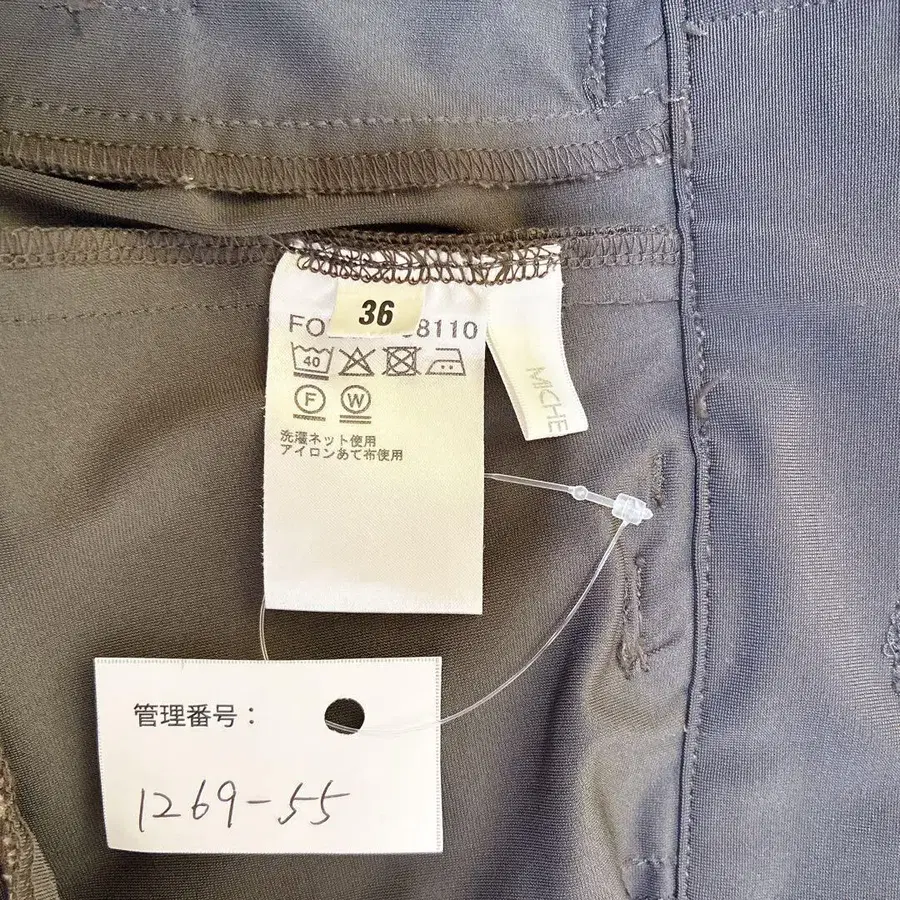 36
FO 8110
40
F W
洗濯ネット使用
アイロンあて布使用
MICHE
管理番号：
1269-55